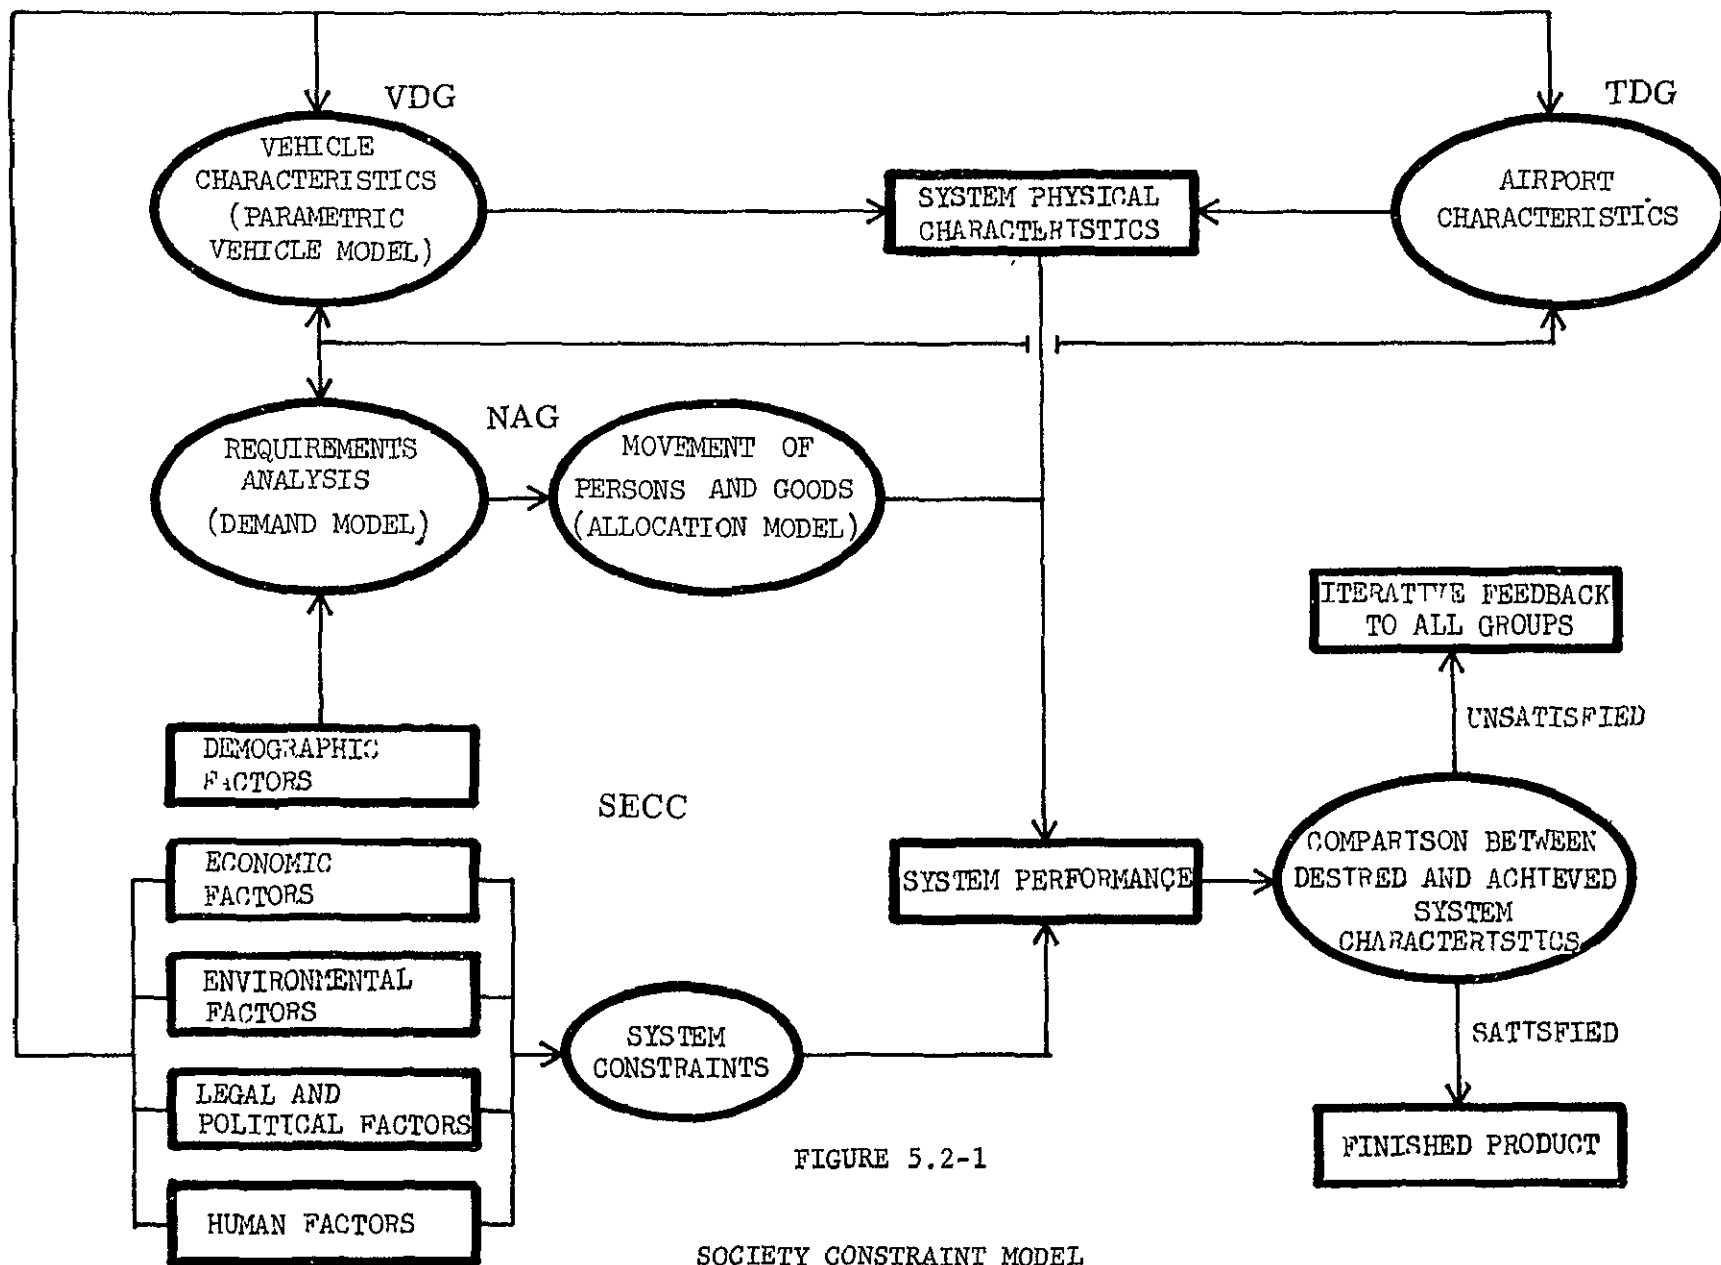 VDG
TDG
VEHICLE
CHARACTERISTICS
(PARAMETRIC
VEHICLE MODEL)
SYSTEM PHYSICAL
CHARACTERISTICS
AIRPORT
CHARACTERISTICS
NAG
REQUIREMENTS
ANALYSIS
(DEMAND MODEL)
MOVEMENT OF
PERSONS AND GOODS
(ALLOCATION MODEL)
ITERATIVE FEEDBACK
TO ALL GROUPS
UNSATISFIED
DEMOGRAPHIC
FACTORS
SECC
ECONOMIC
FACTORS
SYSTEM PERFORMANCE
COMPARISON BETWEEN
DESIRED AND ACHIEVED
SYSTEM
CHARACTERISTICS
ENVIRONMENTAL
FACTORS
SYSTEM
CONSTRAINTS
SATISFIED
LEGAL AND
POLITICAL FACTORS
FINISHED PRODUCT
HUMAN FACTORS
FIGURE 5.2-1
SOCIETY CONSTRAINT MODEL